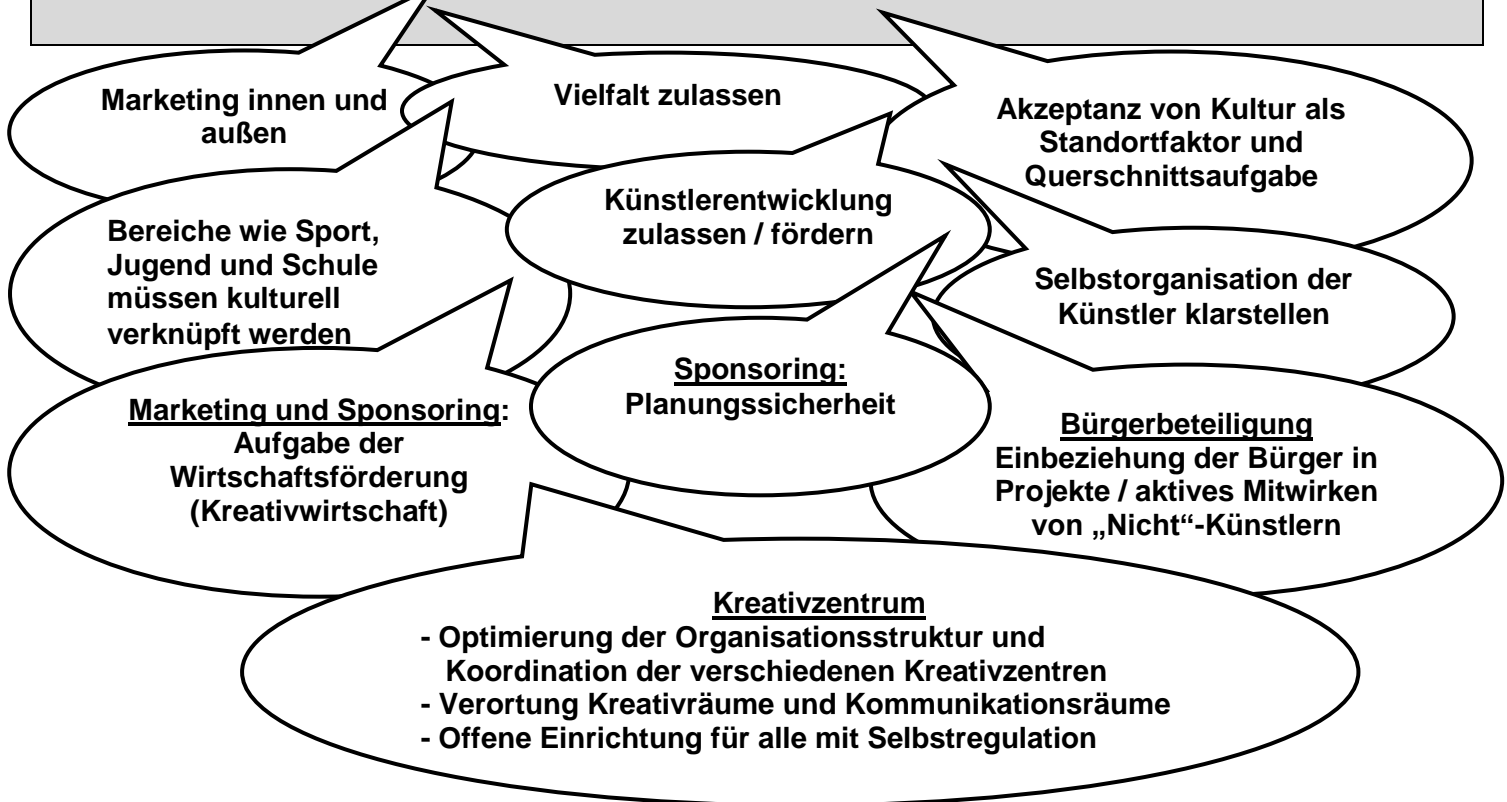 Marketing innen und
außen
Vielfalt zulassen
Akzeptanz von Kultur als
Standortfaktor und
Querschnittsaufgabe
Bereiche wie Sport,
Jugend und Schule
müssen kulturell
verknüpft werden
Künstlerentwicklung
zulassen / fördern
Selbstorganisation der
Künstler klarstellen
Marketing und Sponsoring:
Aufgabe der
Wirtschaftsförderung
(Kreativwirtschaft)
Sponsoring:
Planungssicherheit
Bürgerbeteiligung
Einbeziehung der Bürger in
Projekte / aktives Mitwirken
von „Nicht“-Künstlern
Kreativzentrum
- Optimierung der Organisationsstruktur und
Koordination der verschiedenen Kreativzentren
- Verortung Kreativräume und Kommunikationsräume
- Offene Einrichtung für alle mit Selbstregulation